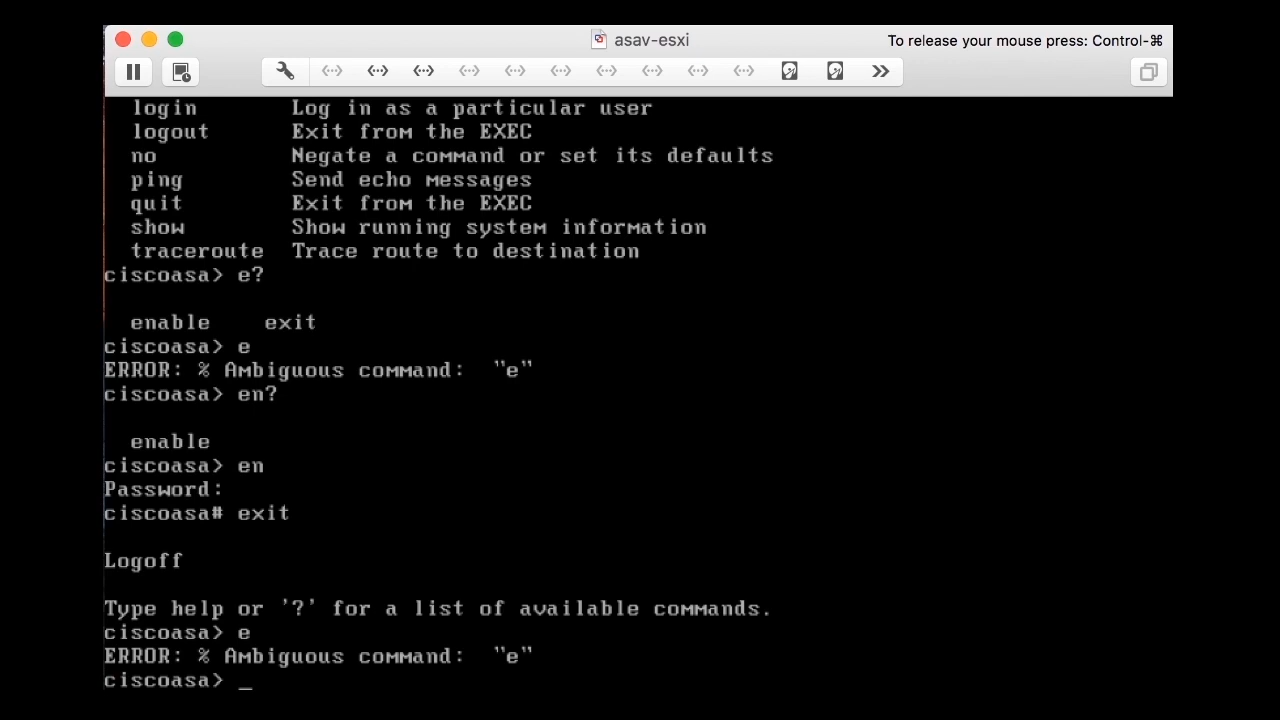 asav-esxi
To release your mouse press: Control-⌘
login Log in as a particular user
logout Exit from the EXEC
no Negate a command or set its defaults
ping Send echo messages
quit Exit from the EXEC
show Show running system information
traceroute Trace route to destination
ciscoasa> e?
enable exit
ciscoasa> e
ERROR: % Ambiguous command: "e"
ciscoasa> en?
enable
ciscoasa> en
Password:
ciscoasa# exit
Logoff
Type help or '?' for a list of available commands.
ciscoasa> e
ERROR: % Ambiguous command: "e"
ciscoasa> _